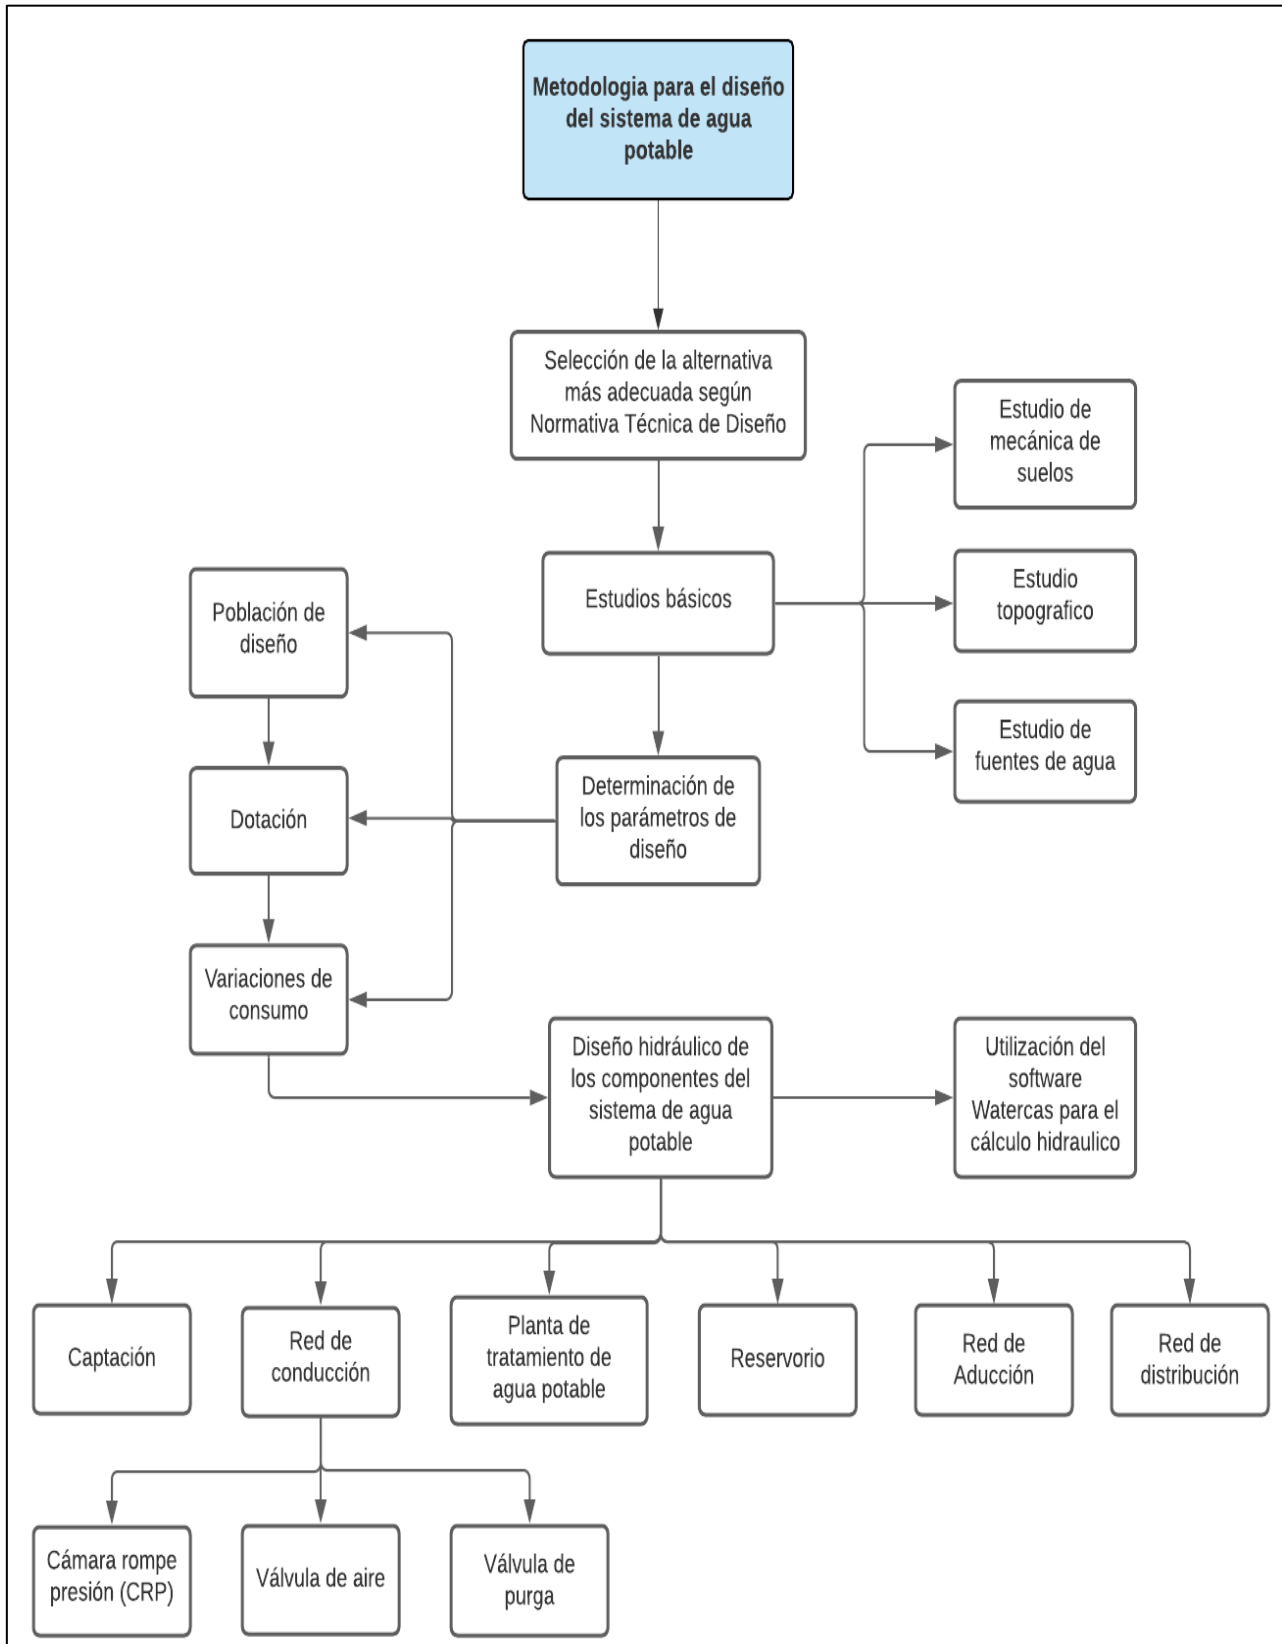 Metodologia para el diseño
del sistema de agua
potable
Selección de la alternativa
más adecuada según
Normativa Técnica de Diseño
Estudio de
mecánica de
suelos
Estudios básicos
Estudio
topografico
Población de
diseño
Estudio de
fuentes de agua
Determinación de
los parámetros de
diseño
Dotación
Variaciones de
consumo
Diseño hidráulico de
los componentes del
sistema de agua
potable
Utilización del
software
Watercas para el
cálculo hidraulico
Captación
Red de
conducción
Planta de
tratamiento de
agua potable
Reservorio
Red de
Aducción
Red de
distribución
Cámara rompe
presión (CRP)
Válvula de aire
Válvula de
purga